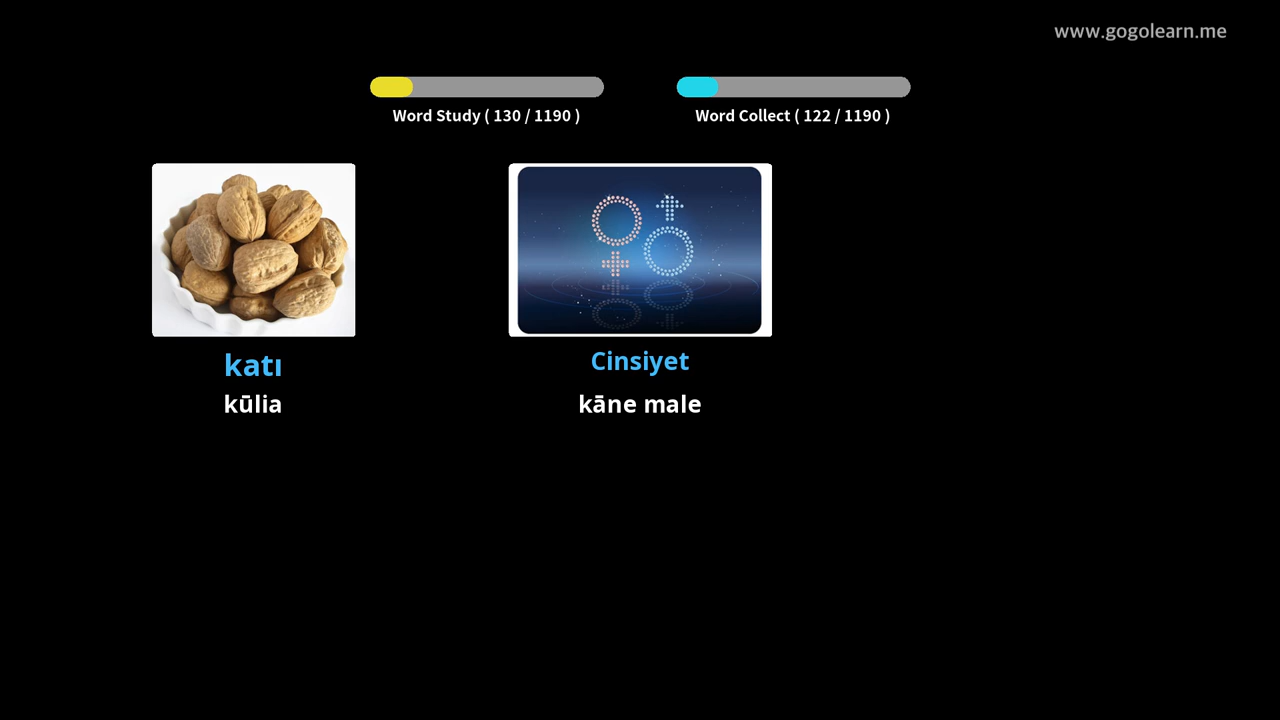 www.gogolearn.me
Word Study ( 130 / 1190 )
Word Collect ( 122 / 1190 )
katı
kūlia
Cinsiyet
kāne male